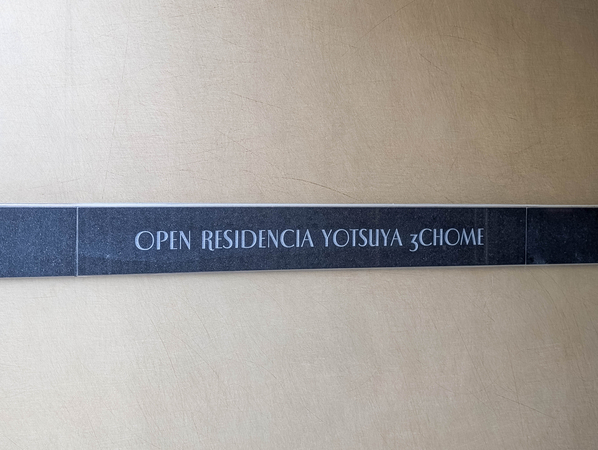 OPEN RESIDENCIA YOTSUYA 3CHOME